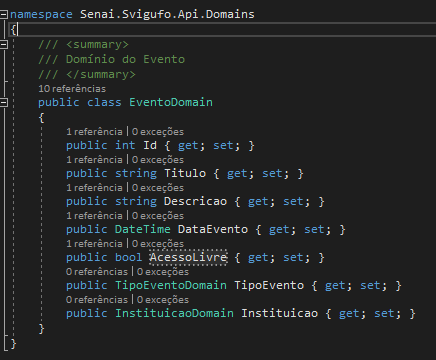 namespace Senai.Svigufo.Api.Domains
{
/// <summary>
/// Domínio do Evento
/// </summary>
10 referências
public class EventoDomain
{
1 referência | 0 exceções
public int Id { get; set; }
1 referência | 0 exceções
public string Titulo { get; set; }
1 referência | 0 exceções
public string Descricao { get; set; }
1 referência | 0 exceções
public DateTime DataEvento { get; set; }
1 referência | 0 exceções
public bool AcessoLivre { get; set; }
0 referências | 0 exceções
public TipoEventoDomain TipoEvento { get; set; }
0 referências | 0 exceções
public InstituicaoDomain Instituicao { get; set; }
}
}